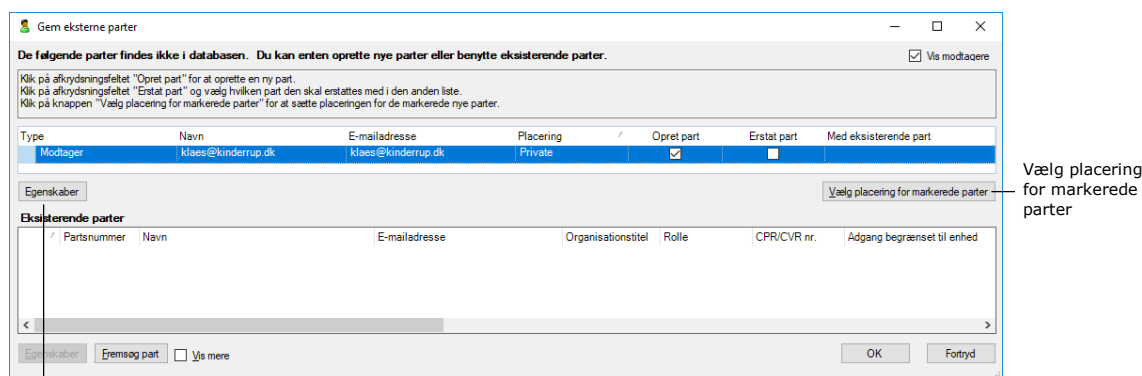 Gem eksterne parter
De følgende parter findes ikke i databasen. Du kan enten oprette nye parter eller benytte eksisterende parter.
Vis modtagere
Klik på afkrydsningsfeltet "Opret part" for at oprette en ny part.
Klik på afkrydsningsfeltet "Erstat part" og vælg hvilken part den skal erstattes med i den anden liste.
Klik på knappen "Vælg placering for markerede parter" for at sætte placeringen for de markerede nye parter.
Type Navn E-mailadresse Placering Opret part Erstat part Med eksisterende part
Modtager klaes@kinderrup.dk klaes@kinderrup.dk Private
Egenskaber Vælg placering for markerede parter
Vælg placering
for markerede
parter
Eksisterende parter
Partsnummer Navn E-mailadresse Organisationstitel Rolle CPR/CVR nr. Adgang begrænset til enhed
Egenskaber Fremsøg part Vis mere OK Fortryd